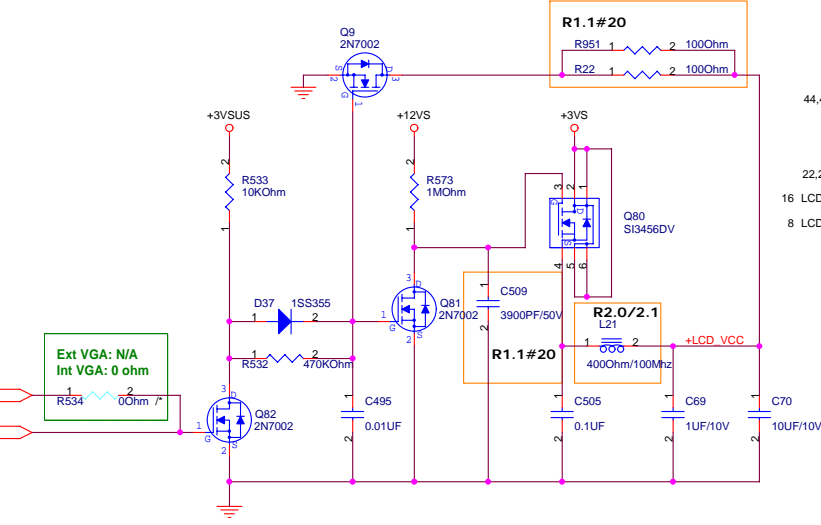 R1.1#20
Q9
2N7002
R951 1 2 100Ohm
R22 1 2 100Ohm
S D
2 3
G
1
44,4
+3VSUS
+12VS
+3VS
2
R533
10KOhm
1
2
R573
1MOhm
1
22,2
16 LCD
8 LCD
3 2 1
G
D
S
Q80
SI3456DV
4 5 6
D37 1SS355
1 2
3
D
1
G
S
2
Q81
2N7002
1
C509
3900PF/50V
2
R1.1#20
R2.0/2.1
L21
1 2
400Ohm/100Mhz
+LCD_VCC
1 2
R532 470KOhm
Ext VGA: N/A
Int VGA: 0 ohm
1 2
R534 0Ohm /*
3
D
1
G
S
2
Q82
2N7002
1
C495
0.01UF
2
1
C505
0.1UF
2
1
C69
1UF/10V
2
1
C70
10UF/10V
2